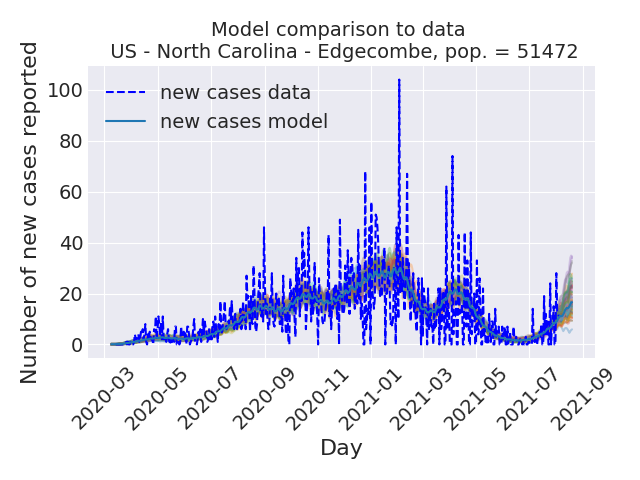 Model comparison to data
US - North Carolina - Edgecombe, pop. = 51472
new cases data
new cases model
Number of new cases reported
100
80
60
40
20
0
2020-03
2020-05
2020-07
2020-09
2020-11
2021-01
2021-03
2021-05
2021-07
2021-09
Day